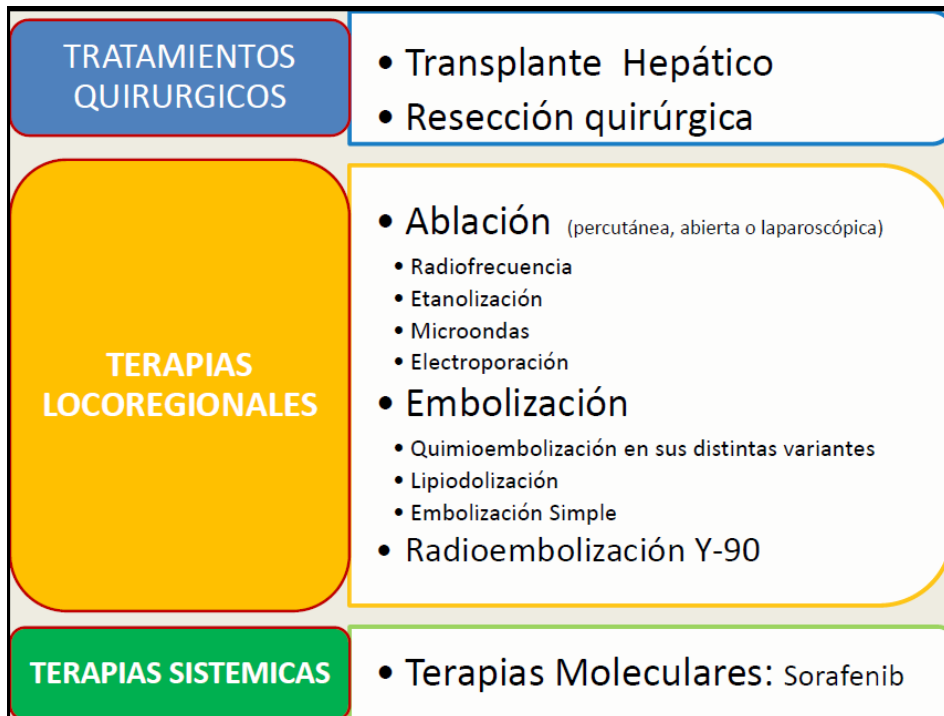 TRATAMIENTOS
QUIRURGICOS
• Transplante Hepático
• Resección quirúrgica
TERAPIAS
LOCOREGIONALES
• Ablación (percutánea, abierta o laparoscópica)
• Radiofrecuencia
• Etanolización
• Microondas
• Electroporación
• Embolización
• Quimioembolización en sus distintas variantes
• Lipiodolización
• Embolización Simple
• Radioembolización Y-90
TERAPIAS SISTEMICAS
• Terapias Moleculares: Sorafenib